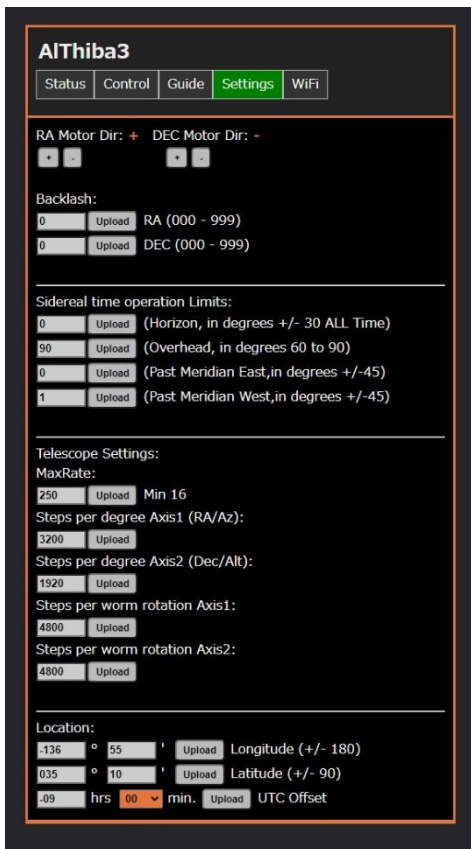 AlThiba3
Status Control Guide Settings WiFi
RA Motor Dir: + DEC Motor Dir: -
+ - + -
Backlash:
0 Upload RA (000 - 999)
0 Upload DEC (000 - 999)
Sidereal time operation Limits:
0 Upload (Horizon, in degrees +/- 30 ALL Time)
90 Upload (Overhead, in degrees 60 to 90)
0 Upload (Past Meridian East,in degrees +/-45)
1 Upload (Past Meridian West,in degrees +/-45)
Telescope Settings:
MaxRate:
250 Upload Min 16
Steps per degree Axis1 (RA/Az):
3200 Upload
Steps per degree Axis2 (Dec/Alt):
1920 Upload
Steps per worm rotation Axis1:
4800 Upload
Steps per worm rotation Axis2:
4800 Upload
Location:
-136 º 55 ' Upload Longitude (+/- 180)
035 º 10 ' Upload Latitude (+/- 90)
-09 hrs 00 min. Upload UTC Offset